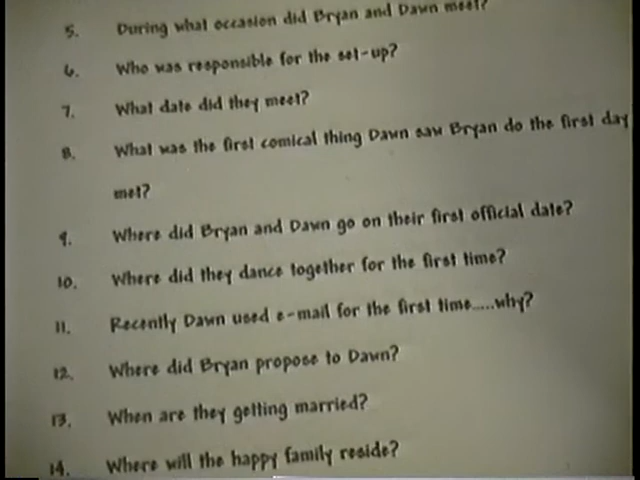 5. During what occasion did Bryan and Dawn meet?
6. Who was responsible for the set-up?
7. What date did they meet?
8. What was the first comical thing Dawn saw Bryan do the first day
met?
9. Where did Bryan and Dawn go on their first official date?
10. Where did they dance together for the first time?
11. Recently Dawn used e-mail for the first time.....why?
12. Where did Bryan propose to Dawn?
13. When are they getting married?
14. Where will the happy family reside?